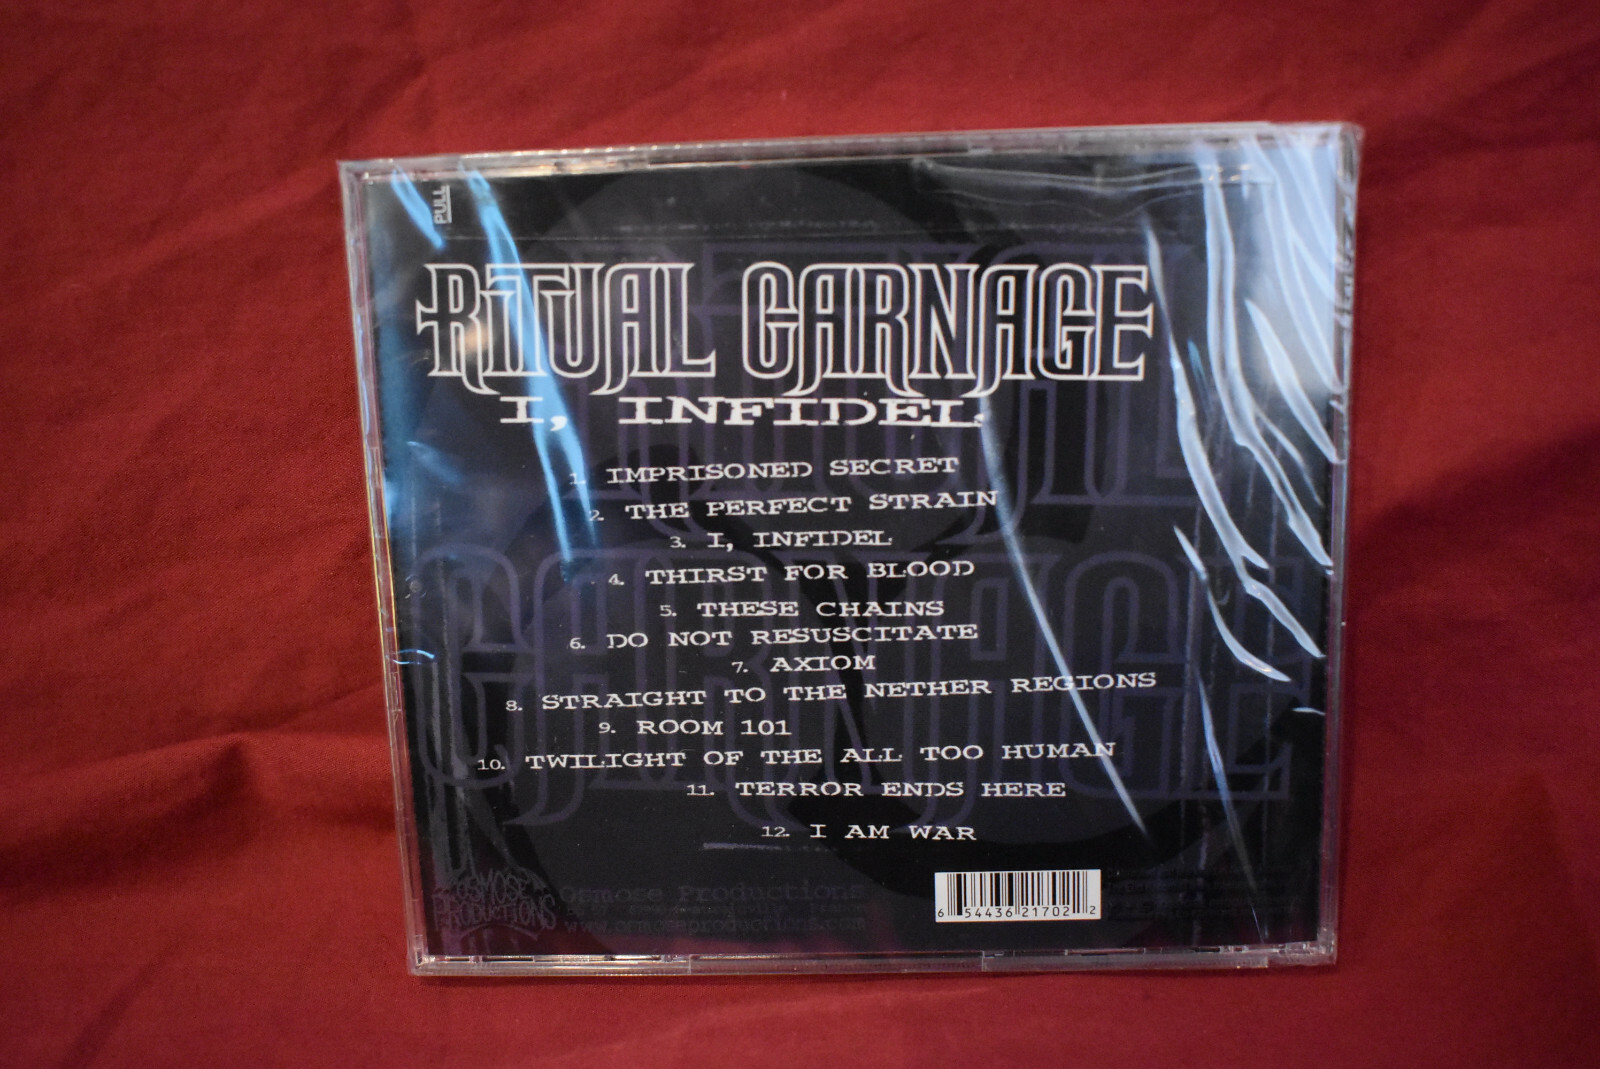 PULL
RITUAL CARNAGE
I, INFIDEL
1. IMPRISONED SECRET
2. THE PERFECT STRAIN
3. I, INFIDEL
4. THIRST FOR BLOOD
5. THESE CHAINS
6. DO NOT RESUSCITATE
7. AXIOM
8. STRAIGHT TO THE NETHER REGIONS
9. ROOM 101
10. TWILIGHT OF THE ALL TOO HUMAN
11. TERROR ENDS HERE
12. I AM WAR
OSMOSE PRODUCTIONS
Osmose Productions
www.osmoseproductions.com
6 54436 21702 2
RITUAL
CARNAGE